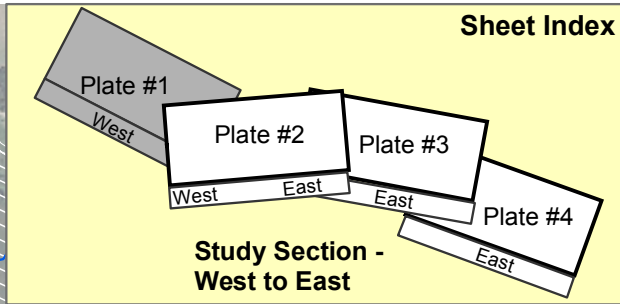 Sheet Index
Plate #1
West
Plate #2
West East
Plate #3
East
Plate #4
East
Study Section -
West to East